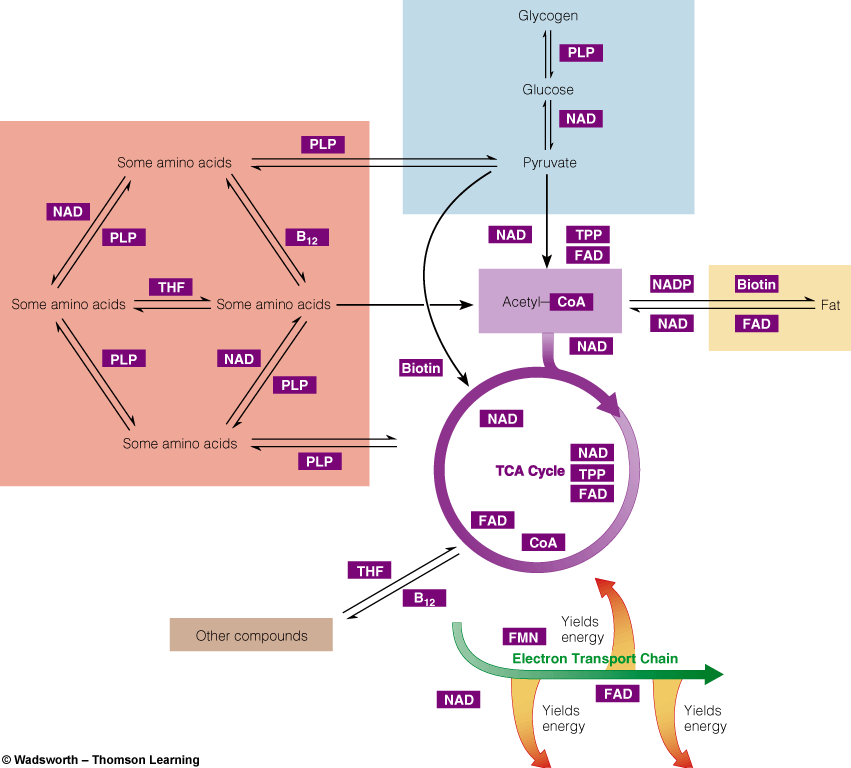 Glycogen
PLP
Glucose
NAD
PLP
Some amino acids
Pyruvate
NAD
PLP
B12
NAD
TPP
FAD
THF
Some amino acids
Some amino acids
Acetyl–CoA
NADP
Biotin
Fat
NAD
FAD
NAD
PLP
NAD
PLP
Biotin
NAD
Some amino acids
PLP
TCA Cycle
NAD
TPP
FAD
FAD
CoA
THF
B12
Other compounds
FMN
Yields
energy
Electron Transport Chain
NAD
FAD
Yields
energy
Yields
energy
© Wadsworth – Thomson Learning